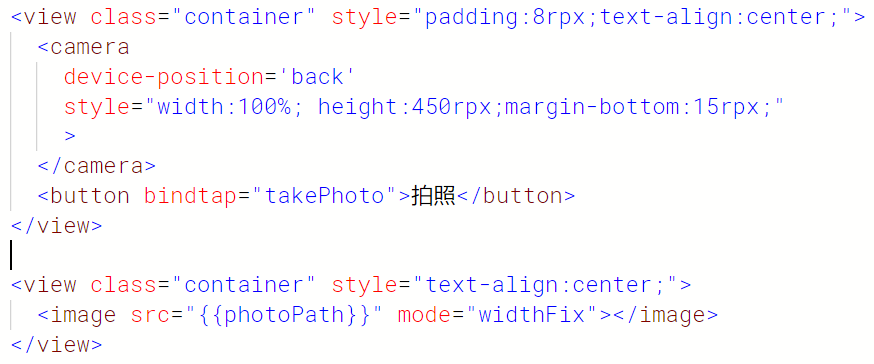 <view class="container" style="padding:8rpx;text-align:center;">
<camera
device-position='back'
style="width:100%; height:450rpx;margin-bottom:15rpx;"
>
</camera>
<button bindtap="takePhoto">拍照</button>
</view>
<view class="container" style="text-align:center;">
<image src="{{photoPath}}" mode="widthFix"></image>
</view>